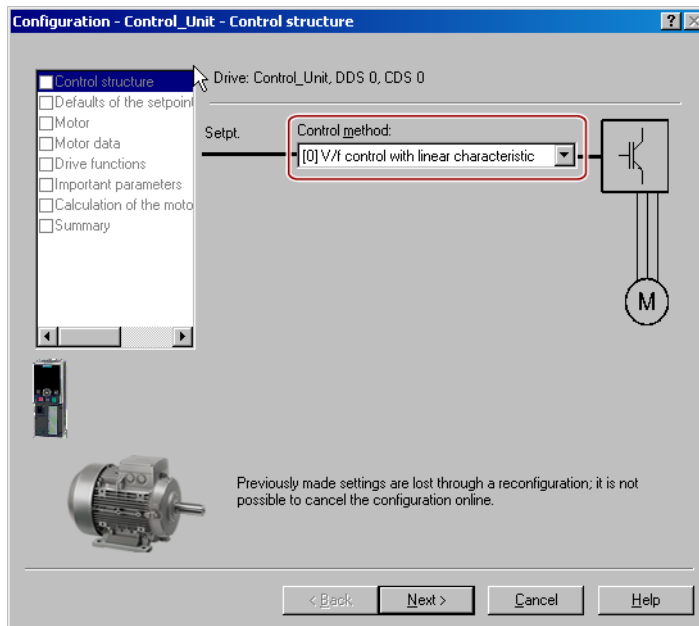 Configuration - Control_Unit - Control structure
Control structure
Defaults of the setpoint
Motor
Motor data
Drive functions
Important parameters
Calculation of the moto
Summary
Drive: Control_Unit, DDS 0, CDS 0
Setpt.
Control method:
[0] V/f control with linear characteristic
M
Previously made settings are lost through a reconfiguration; it is not
possible to cancel the configuration online.
< Back
Next >
Cancel
Help